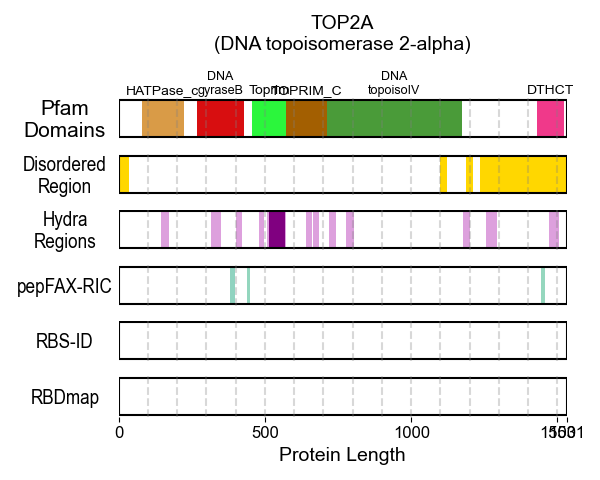 TOP2A
(DNA topoisomerase 2-alpha)
HATPase_c
DNA
gyraseB
Toprim
TOPRIM_C
DNA
topoisoIV
DTHCT
Pfam
Domains
Disordered
Region
Hydra
Regions
pepFAX-RIC
RBS-ID
RBDmap
0
500
1000
1500
1531
Protein Length